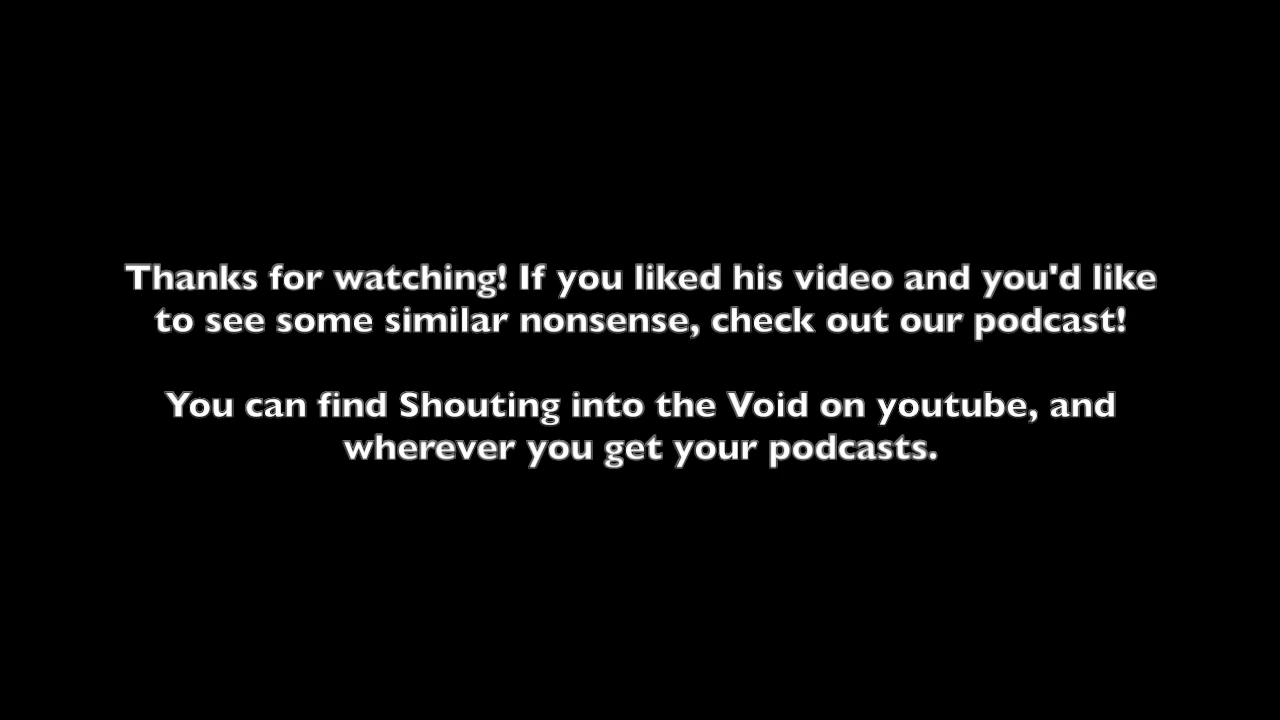 Thanks for watching! If you liked his video and you'd like
to see some similar nonsense, check out our podcast!
You can find Shouting into the Void on youtube, and
wherever you get your podcasts.